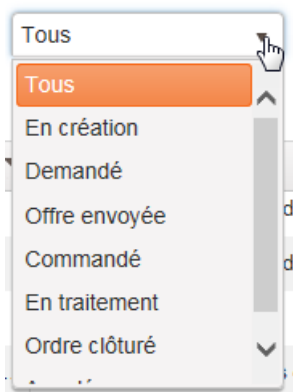 Tous
Tous
En création
Demandé
Offre envoyée
Commandé
En traitement
Ordre clôturé